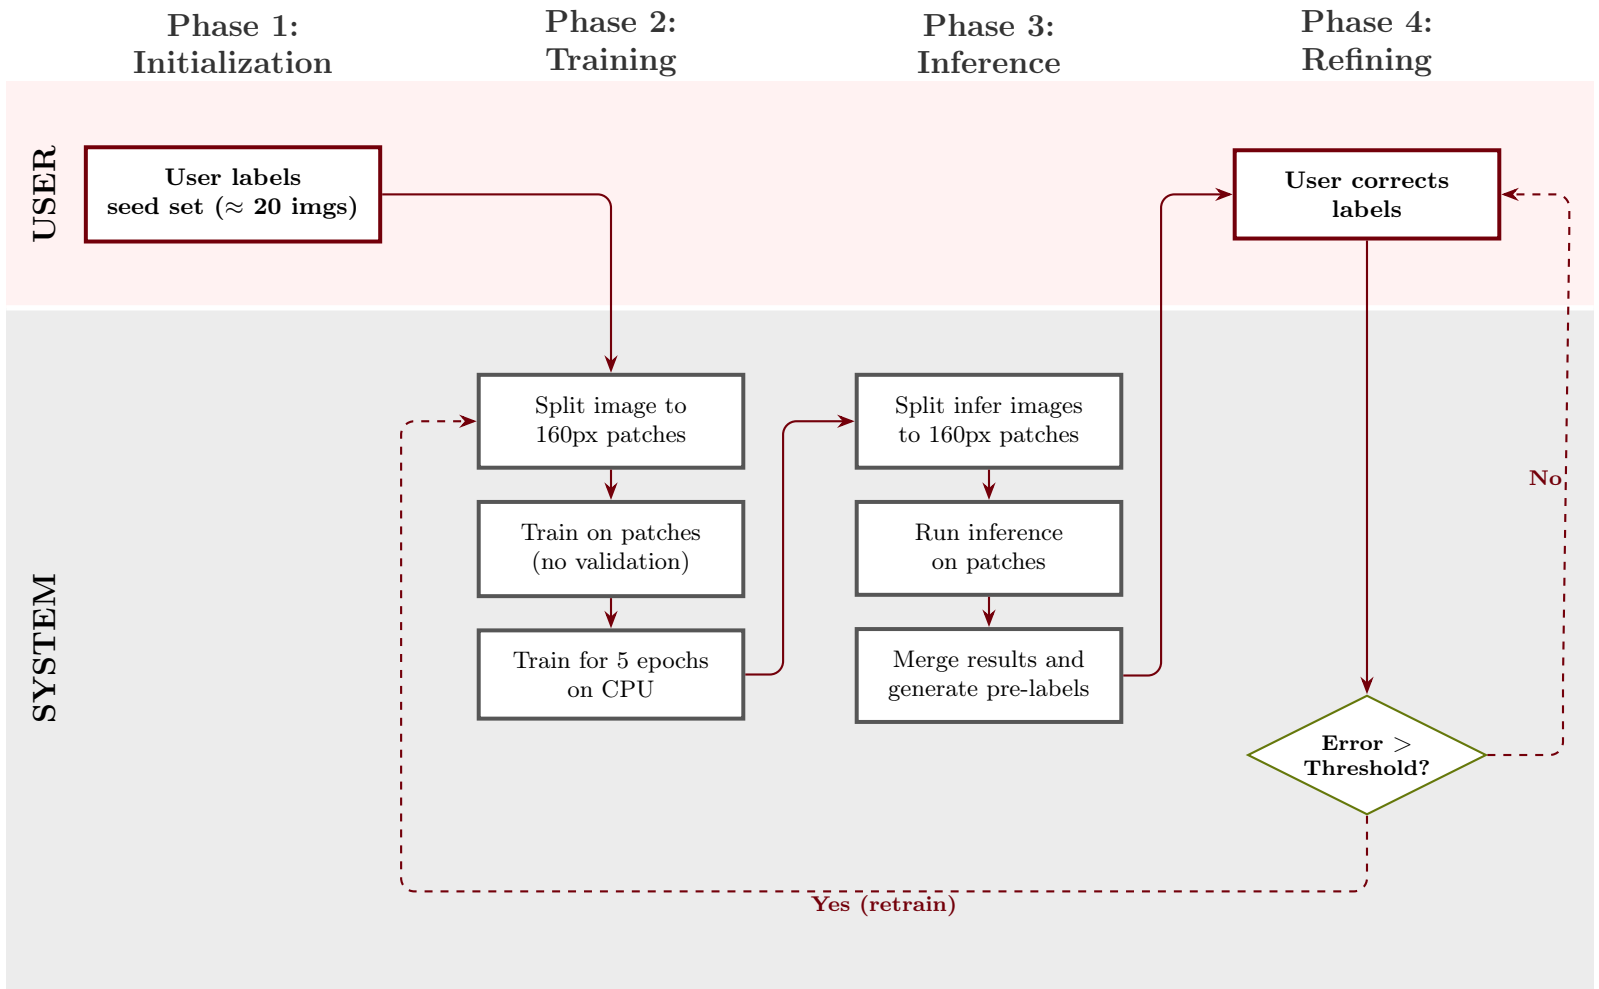 Phase 1:
Initialization
Phase 2:
Training
Phase 3:
Inference
Phase 4:
Refining
USER
User labels
seed set (≈ 20 imgs)
User corrects
labels
SYSTEM
Split image to
160px patches
Train on patches
(no validation)
Train for 5 epochs
on CPU
Split infer images
to 160px patches
Run inference
on patches
Merge results and
generate pre-labels
No
Error >
Threshold?
Yes (retrain)